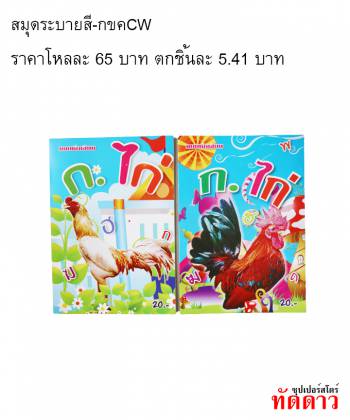 สมุดระบายสี-กขคCW
ราคาโหลละ 65 บาท ตกชิ้นละ 5.41 บาท
ก. ไก่
ก. ไก่
ฬ
ฮ
20.-
20.-
ซุปเปอร์สโตร์
ทัดดาว